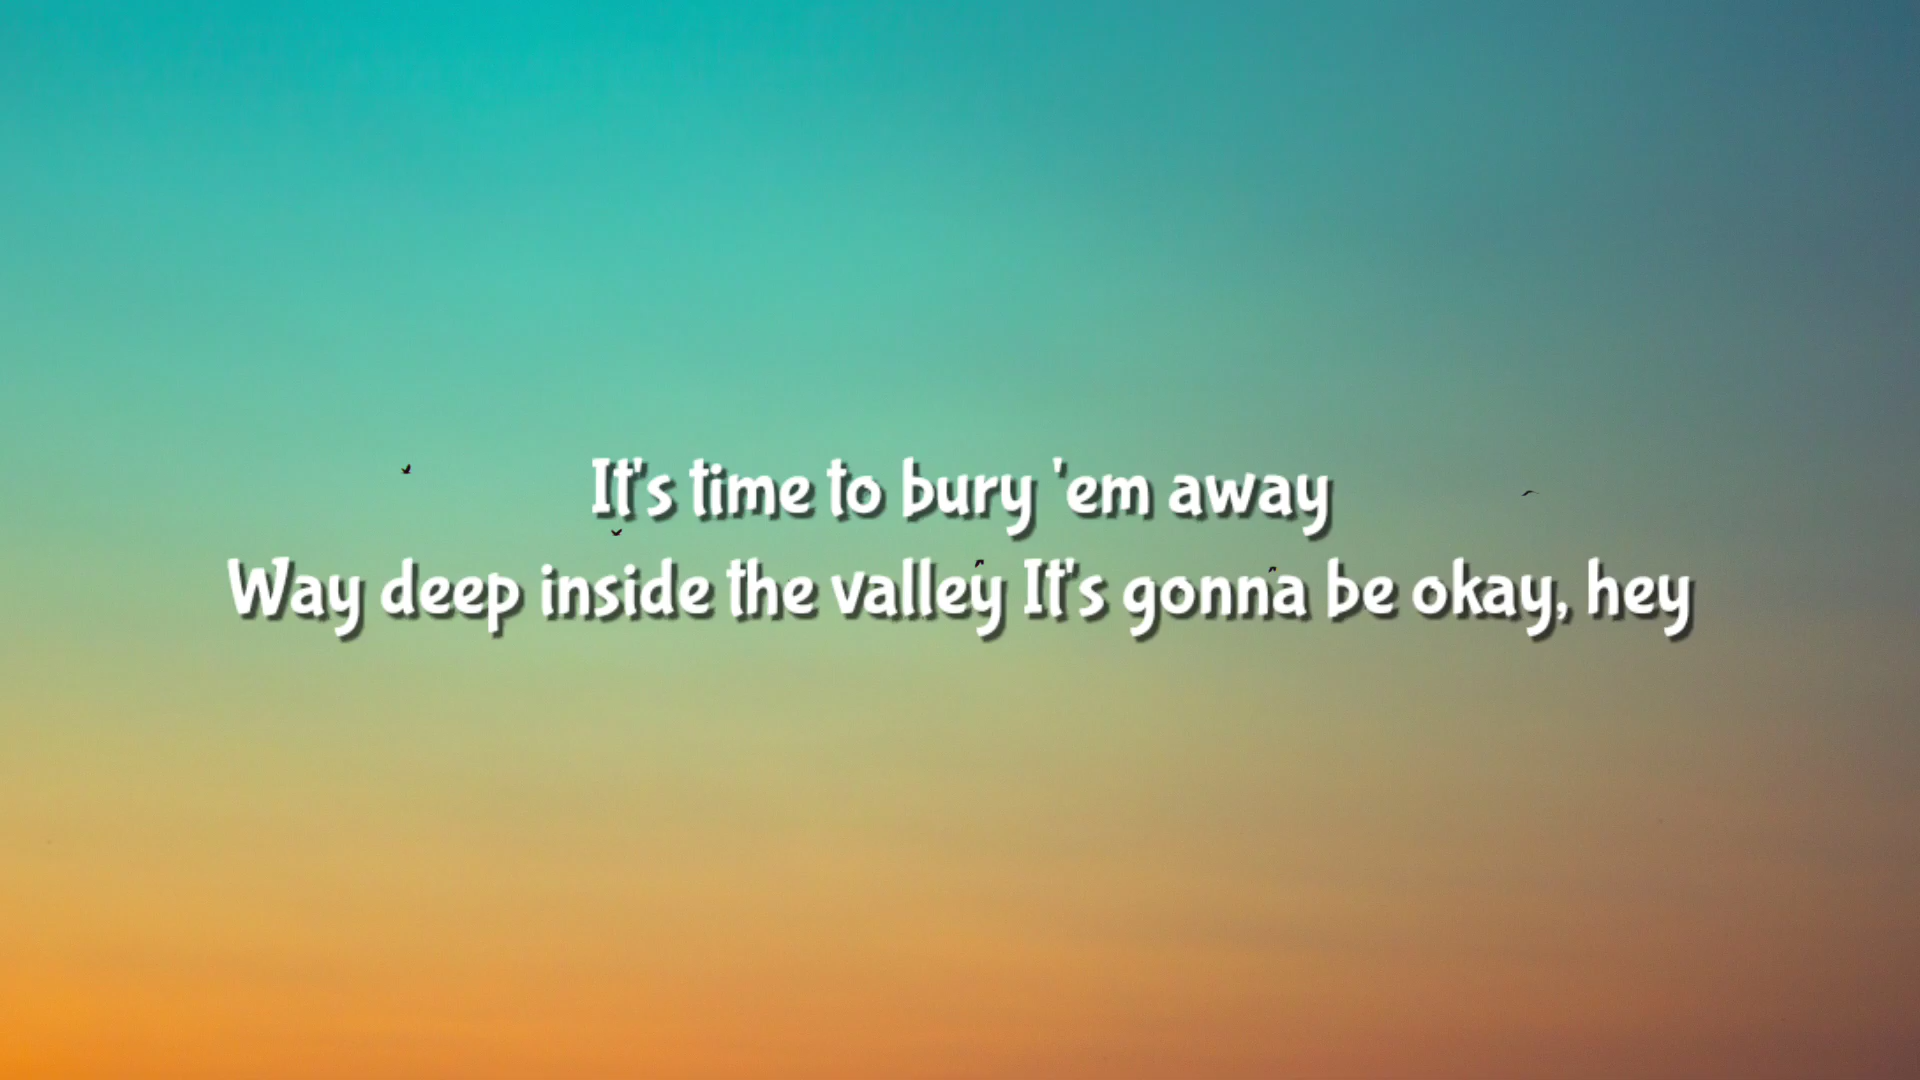 It's time to bury 'em away
Way deep inside the valley It's gonna be okay, hey